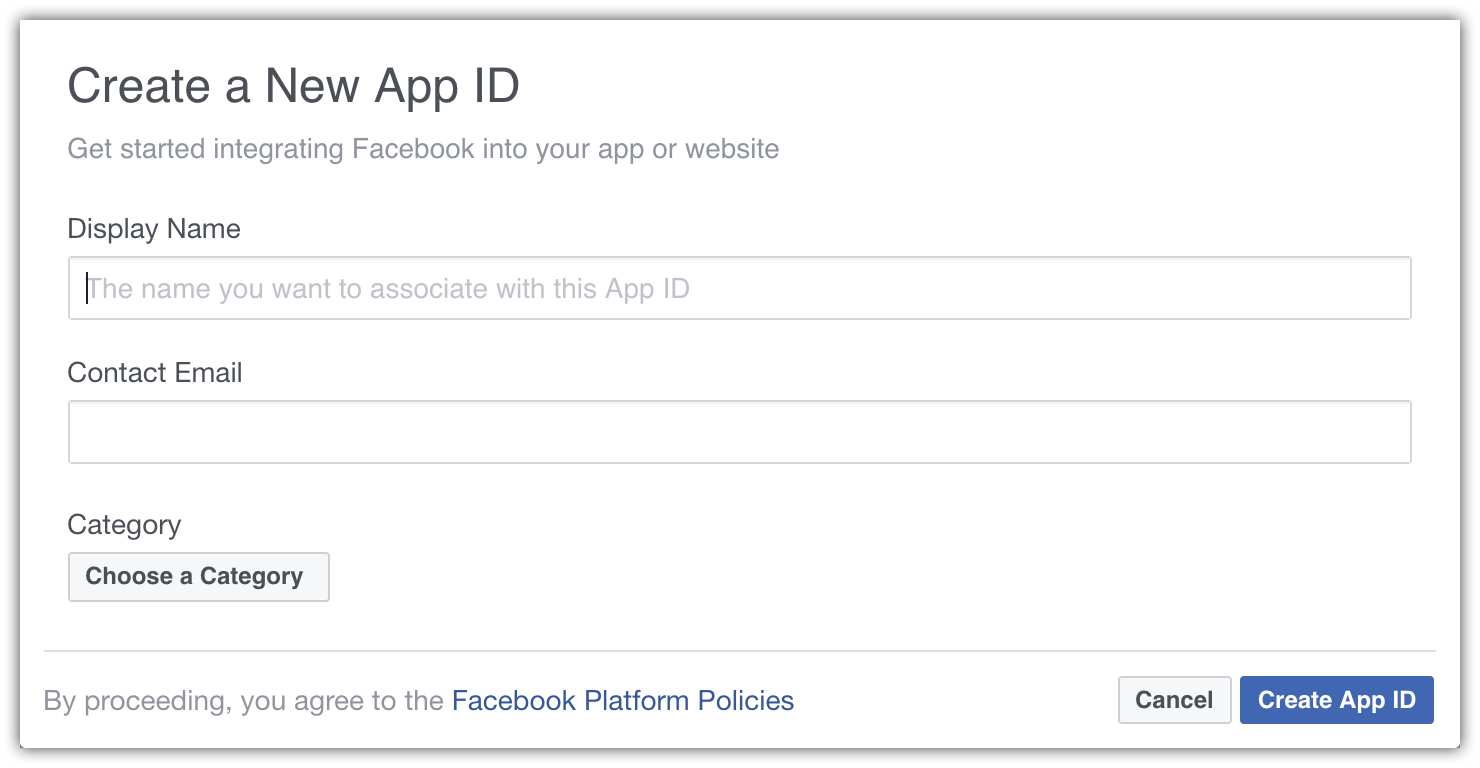 Create a New App ID
Get started integrating Facebook into your app or website
Display Name
The name you want to associate with this App ID
Contact Email
Category
Choose a Category
By proceeding, you agree to the Facebook Platform Policies
Cancel
Create App ID